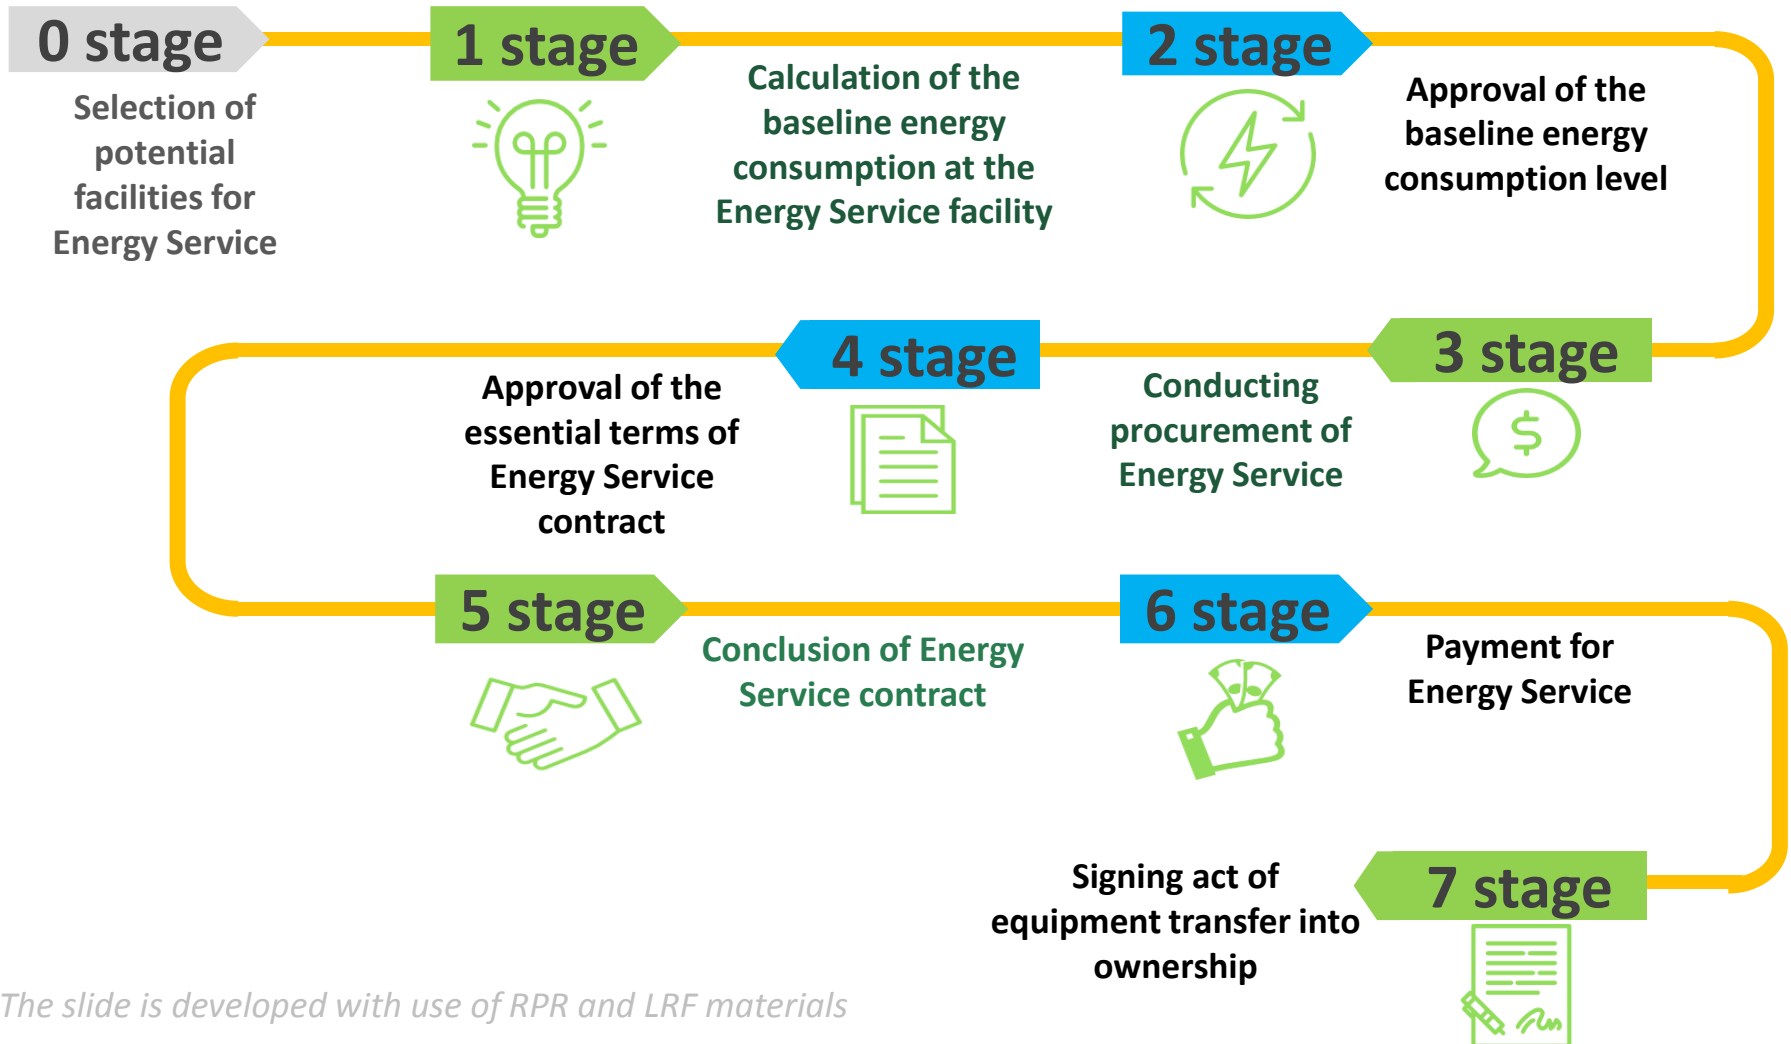 0 stage
Selection of
potential
facilities for
Energy Service
1 stage
Calculation of the
baseline energy
consumption at the
Energy Service facility
2 stage
Approval of the
baseline energy
consumption level
3 stage
$
Conducting
procurement of
Energy Service
4 stage
Approval of the
essential terms of
Energy Service
contract
5 stage
Conclusion of Energy
Service contract
6 stage
Payment for
Energy Service
7 stage
Signing act of
equipment transfer into
ownership
The slide is developed with use of RPR and LRF materials